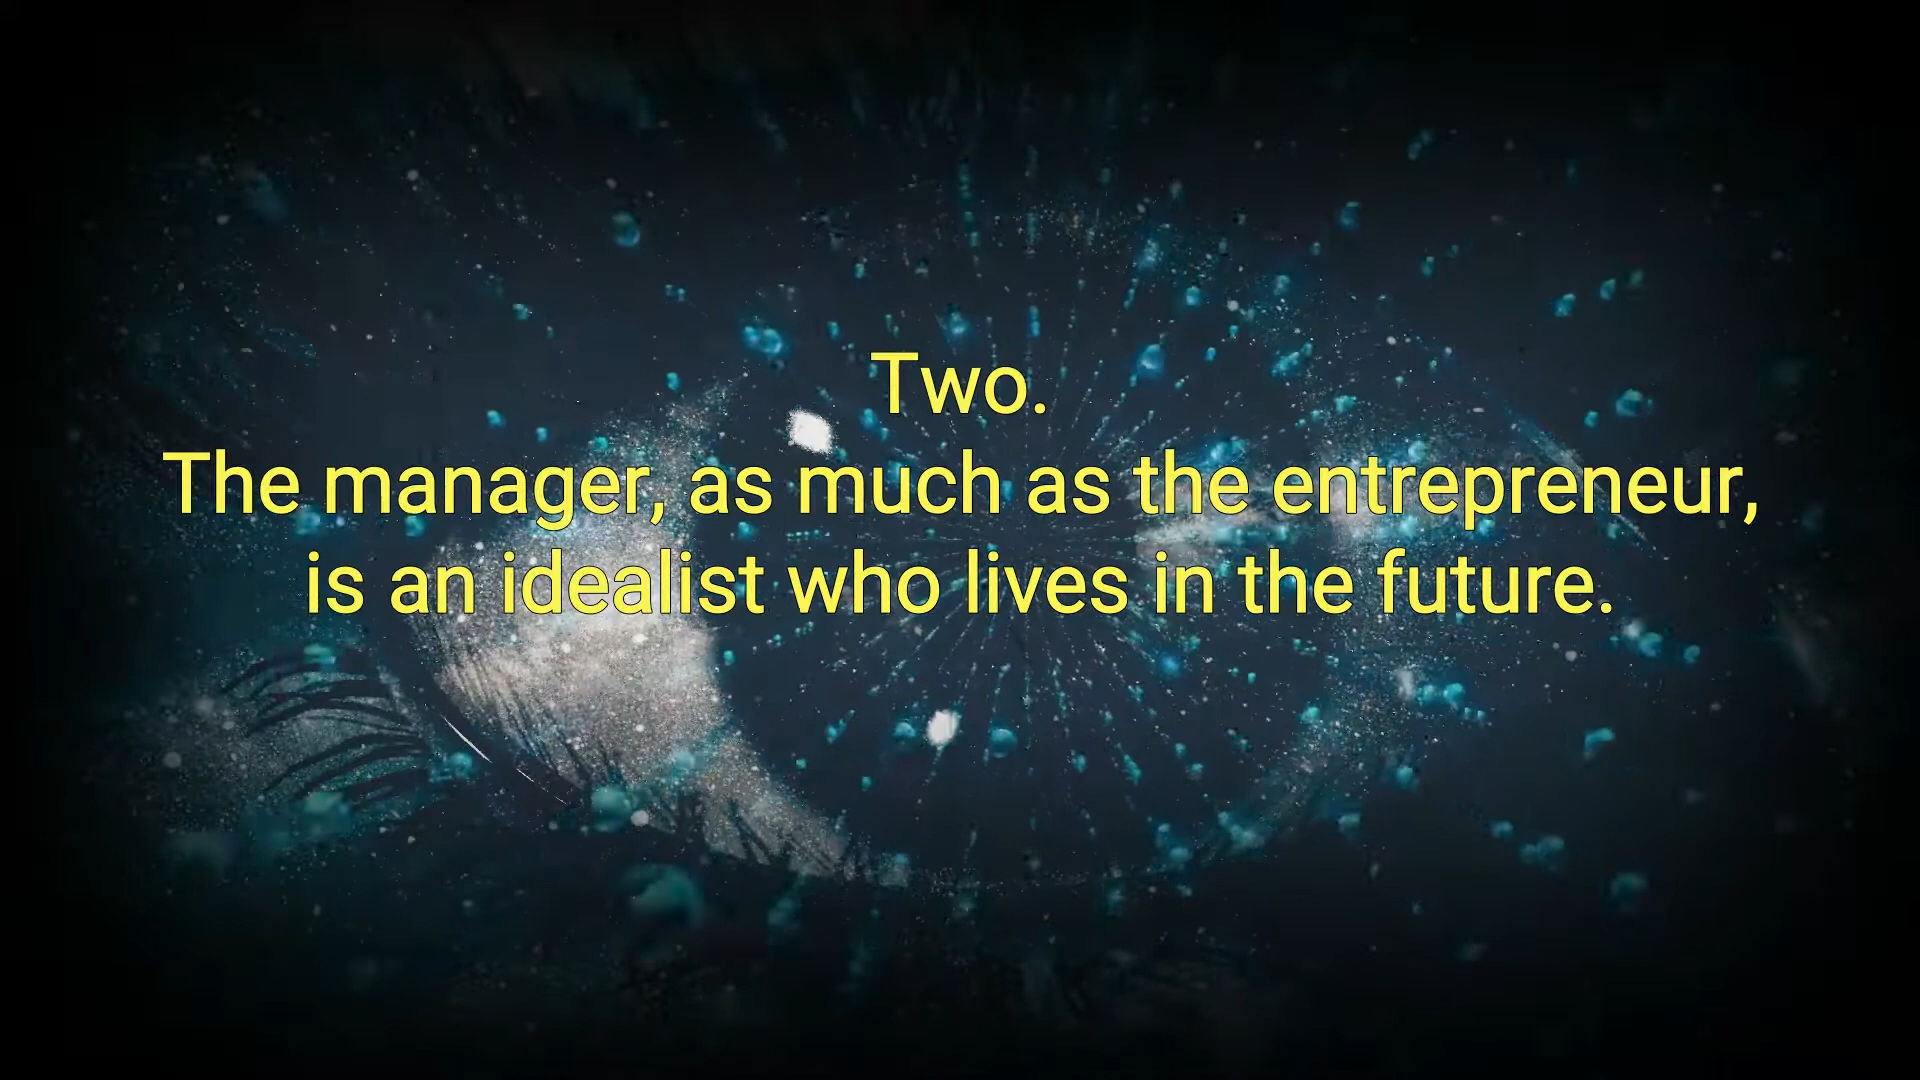 Two.
The manager, as much as the entrepreneur,
is an idealist who lives in the future.